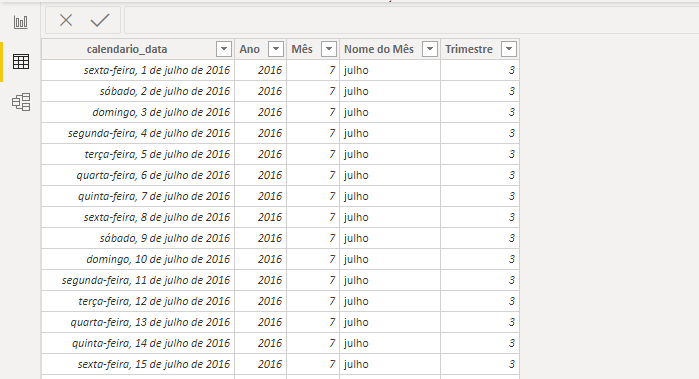 calendario_data Ano Mês Nome do Mês Trimestre
sexta-feira, 1 de julho de 2016 2016 7 julho 3
sábado, 2 de julho de 2016 2016 7 julho 3
domingo, 3 de julho de 2016 2016 7 julho 3
segunda-feira, 4 de julho de 2016 2016 7 julho 3
terça-feira, 5 de julho de 2016 2016 7 julho 3
quarta-feira, 6 de julho de 2016 2016 7 julho 3
quinta-feira, 7 de julho de 2016 2016 7 julho 3
sexta-feira, 8 de julho de 2016 2016 7 julho 3
sábado, 9 de julho de 2016 2016 7 julho 3
domingo, 10 de julho de 2016 2016 7 julho 3
segunda-feira, 11 de julho de 2016 2016 7 julho 3
terça-feira, 12 de julho de 2016 2016 7 julho 3
quarta-feira, 13 de julho de 2016 2016 7 julho 3
quinta-feira, 14 de julho de 2016 2016 7 julho 3
sexta-feira, 15 de julho de 2016 2016 7 julho 3